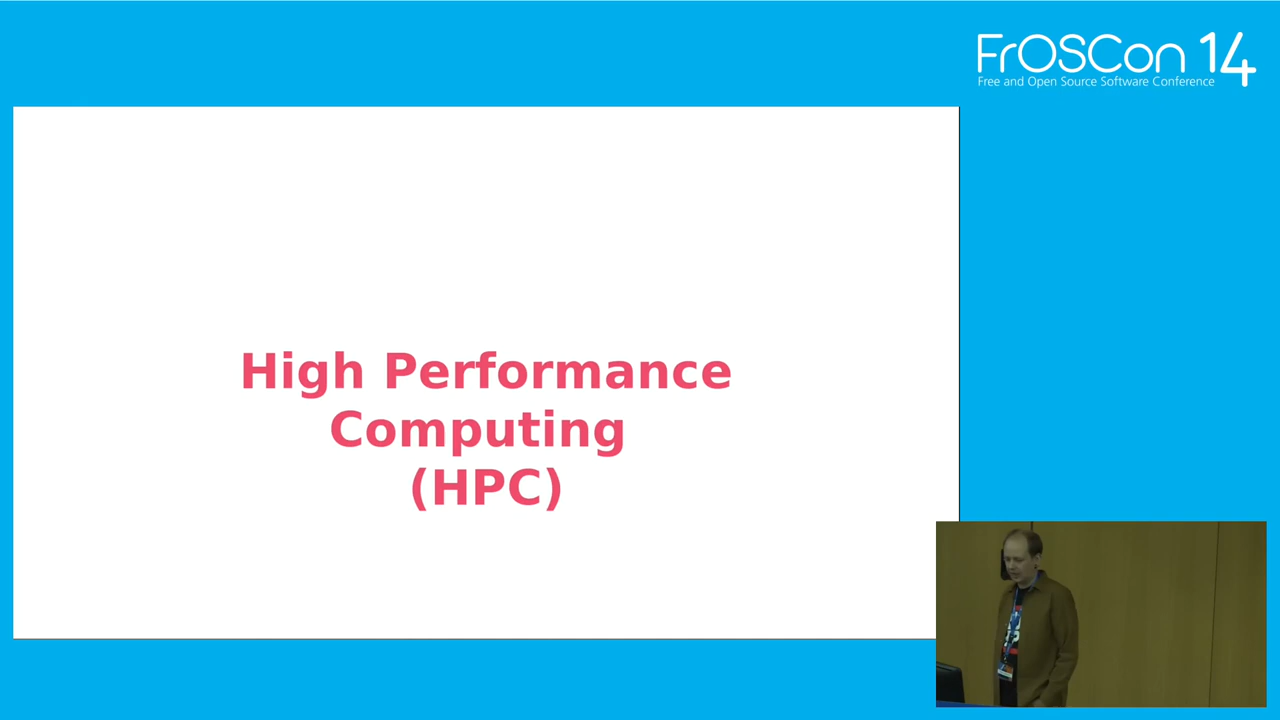 FrOSCon 14
Free and Open Source Software Conference
High Performance
Computing
(HPC)